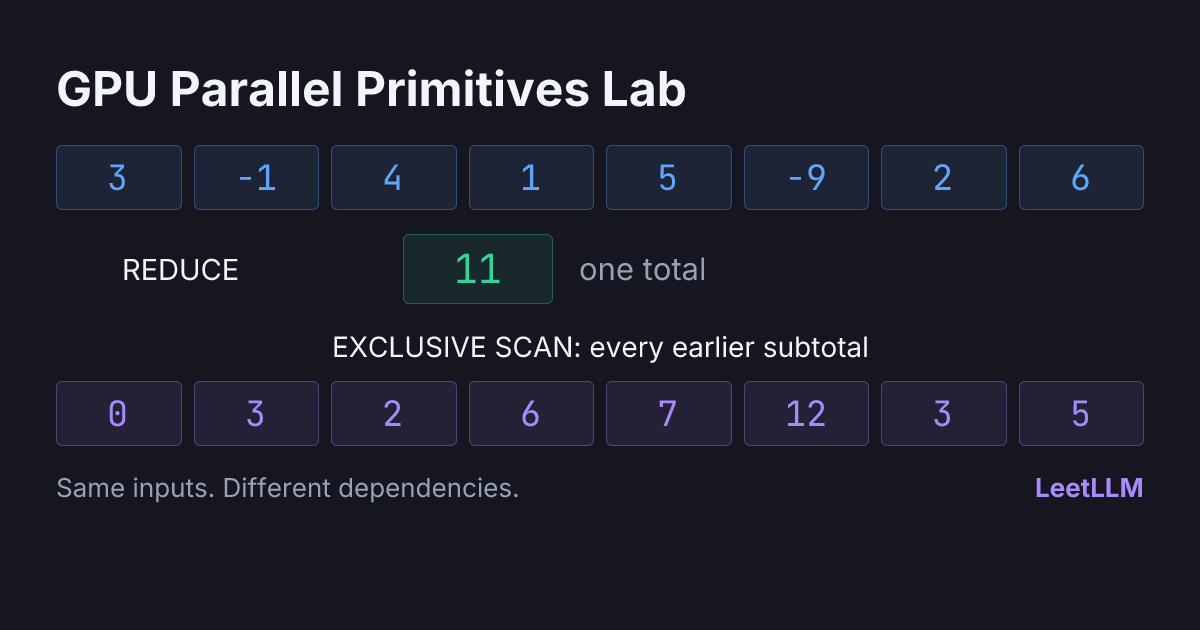 GPU Parallel Primitives Lab
3 -1 4 1 5 -9 2 6
REDUCE 11 one total
EXCLUSIVE SCAN: every earlier subtotal
0 3 2 6 7 12 3 5
Same inputs. Different dependencies. LeetLLM